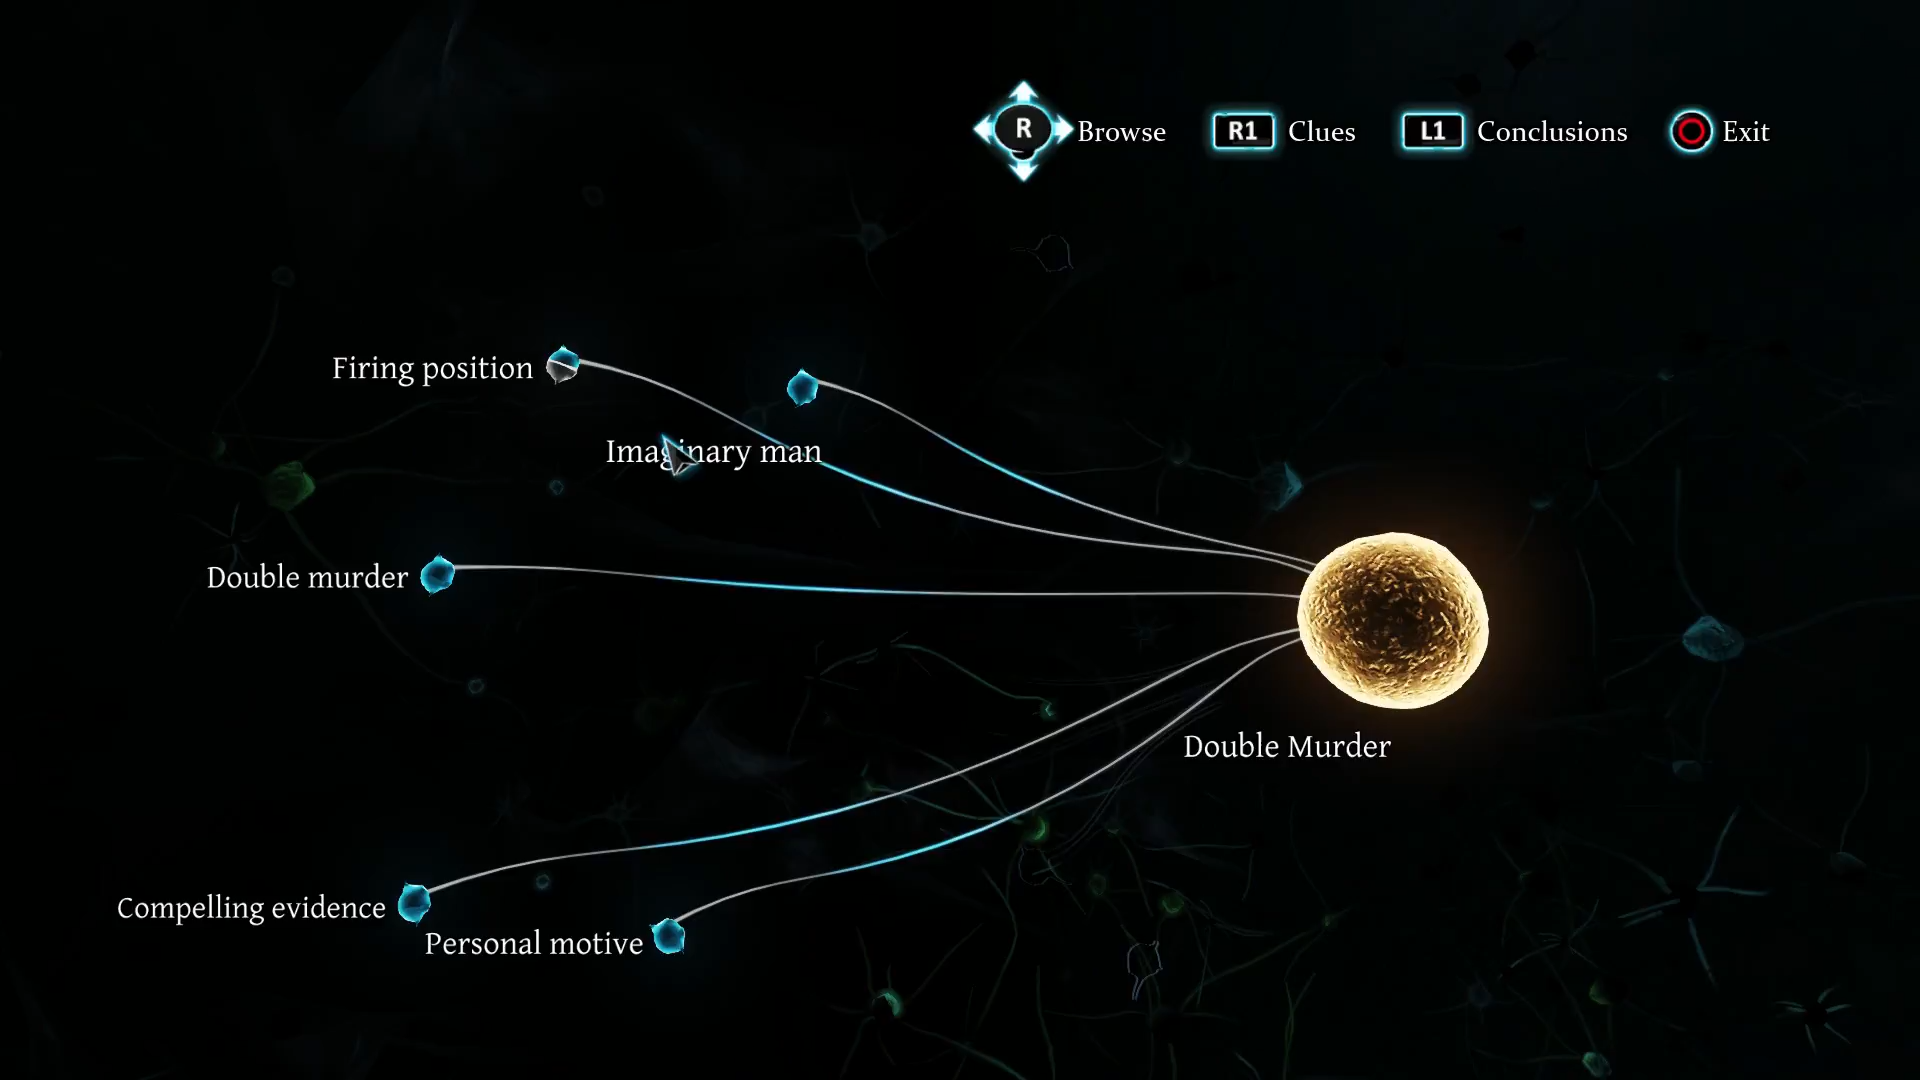 R Browse R1 Clues L1 Conclusions Exit
Firing position
Imaginary man
Double murder
Double Murder
Compelling evidence
Personal motive